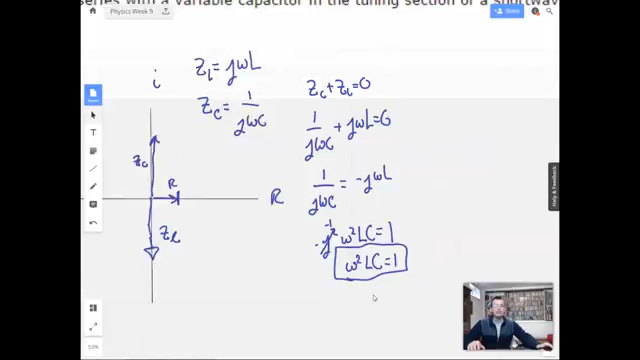 series with a variable capacitor in the tuning section of a shortwav
Physics Week 9
Share
i
Z_L = jωL
Z_C = 1/jωC
Z_C
R
R
Z_L
Z_C + Z_L = 0
1/jωC + jωL = 0
1/jωC = -jωL
-j² -1 ω²LC = 1
ω²LC = 1
Help & Feedback
53%